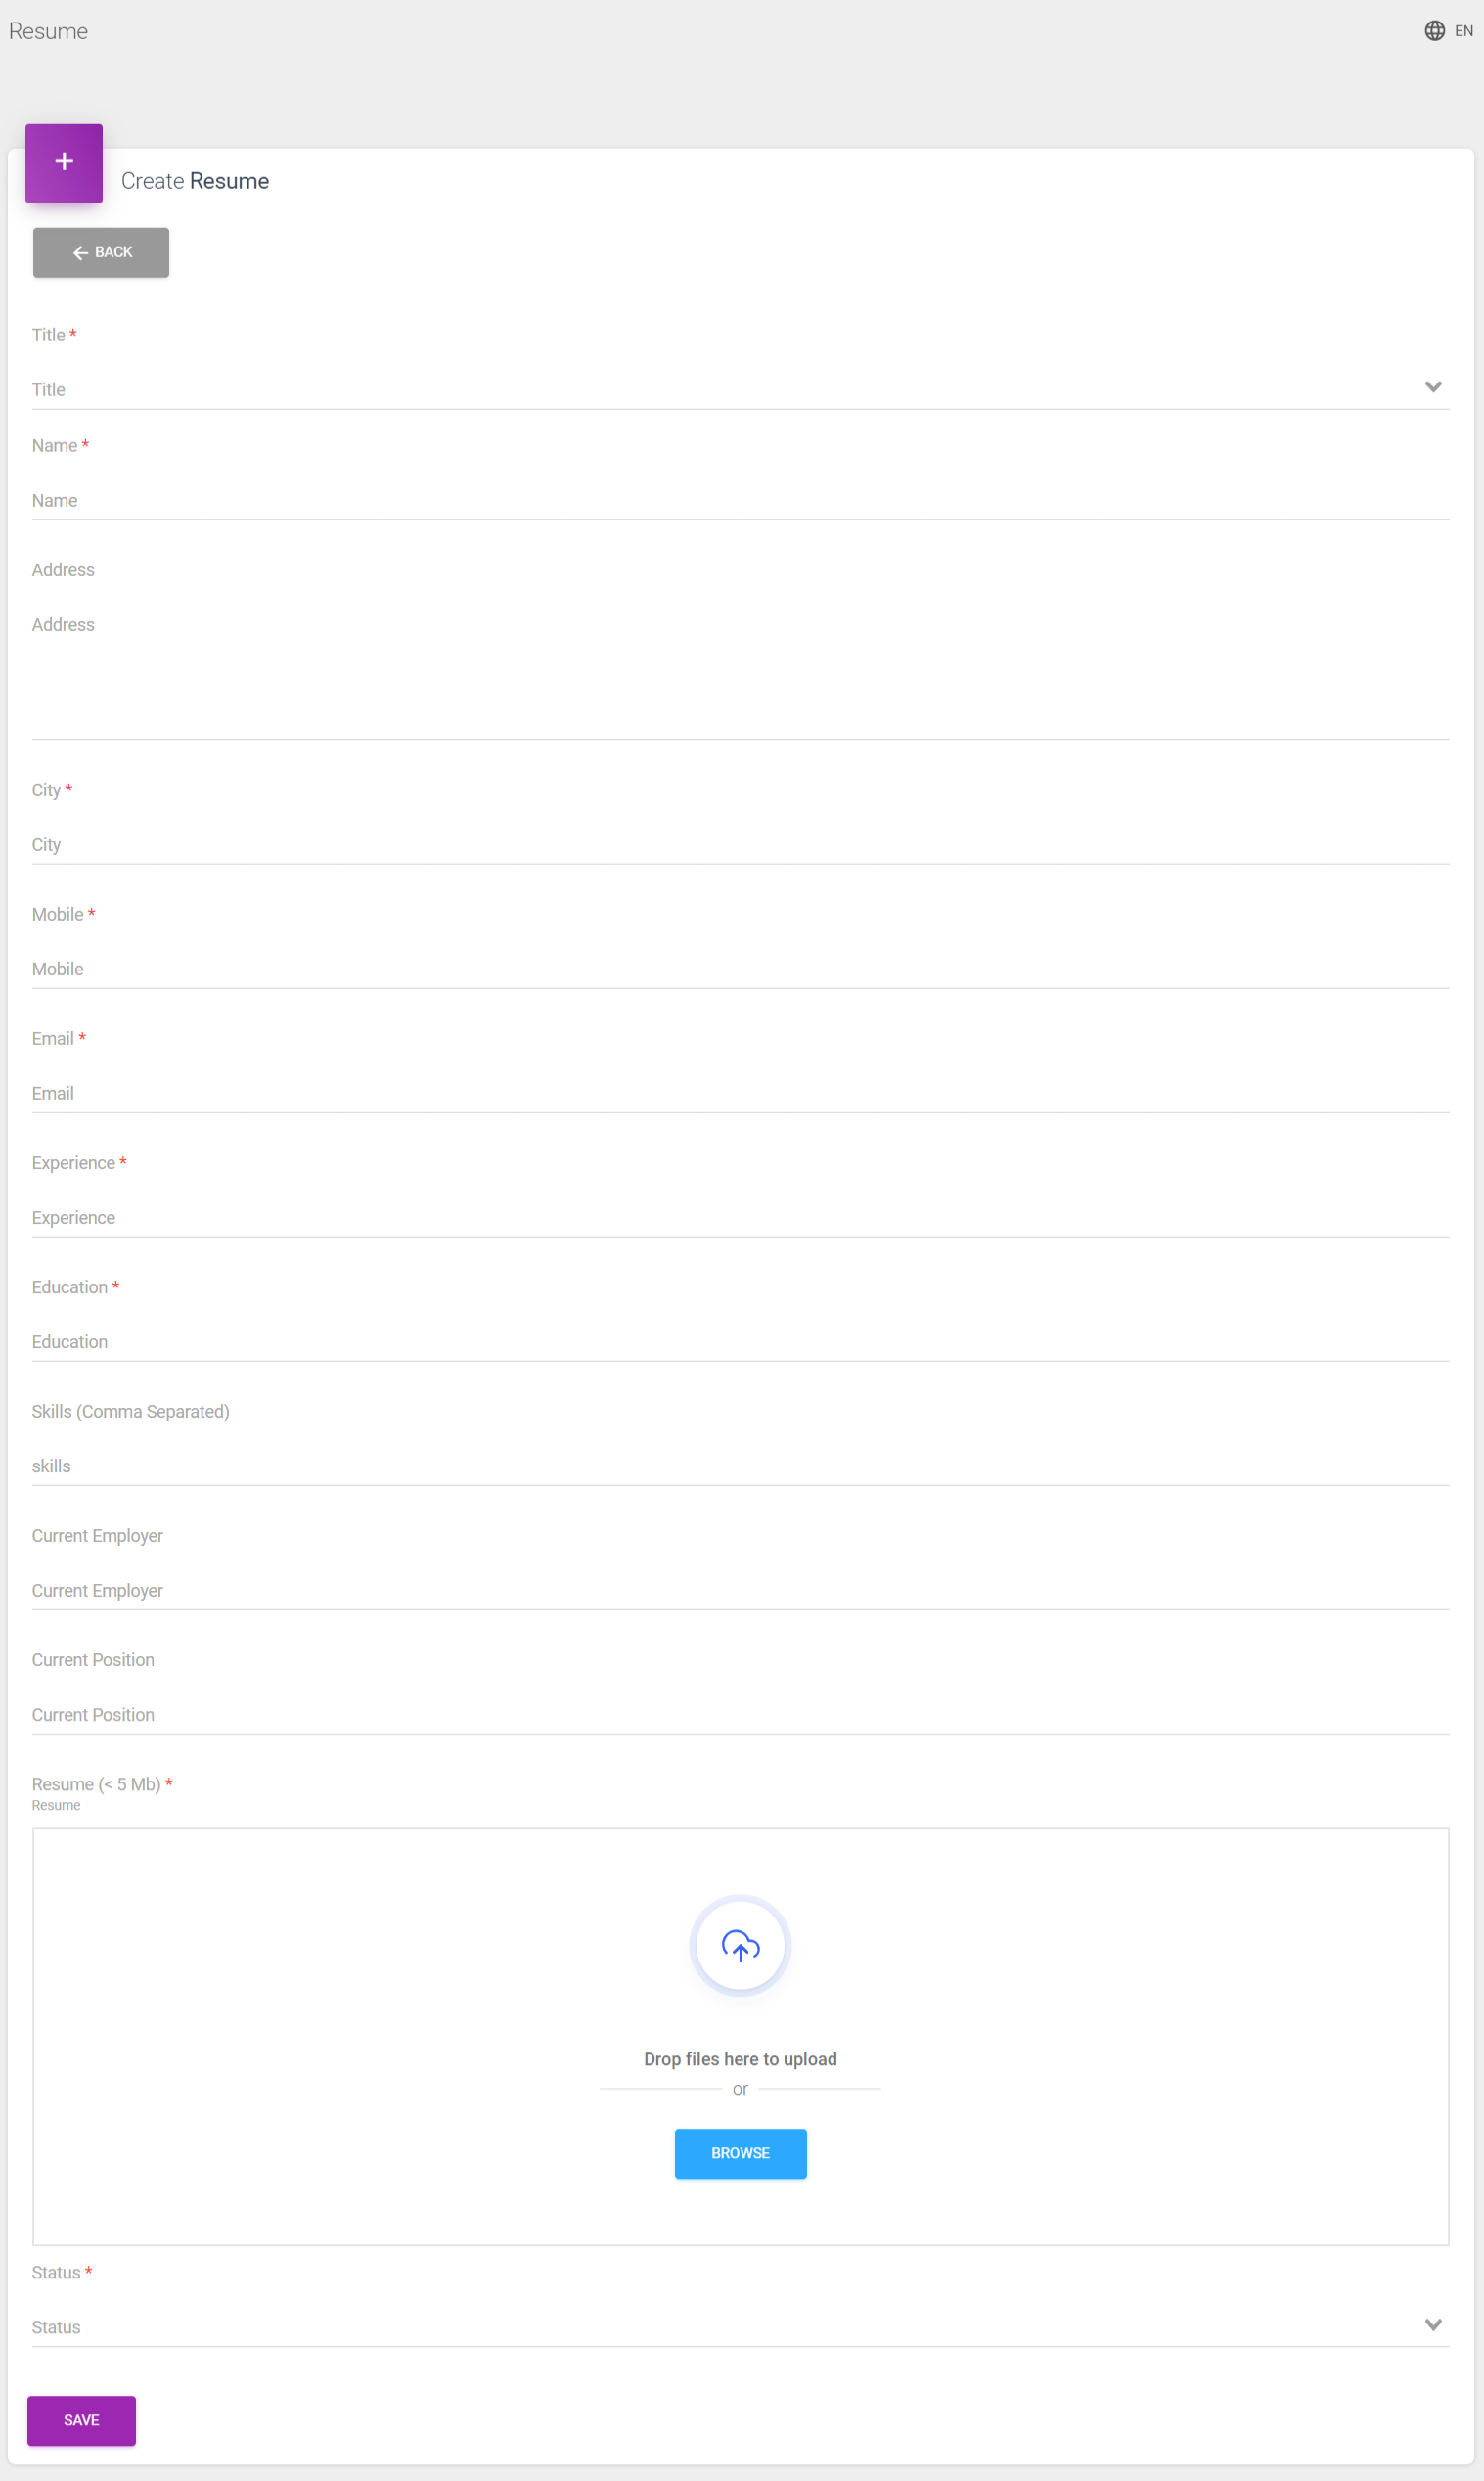 Resume
EN
Create Resume
BACK
Title *
Title
Name *
Name
Address
Address
City *
City
Mobile *
Mobile
Email *
Email
Experience *
Experience
Education *
Education
Skills (Comma Separated)
skills
Current Employer
Current Employer
Current Position
Current Position
Resume (< 5 Mb) *
Resume
Drop files here to upload
or
BROWSE
Status *
Status
SAVE